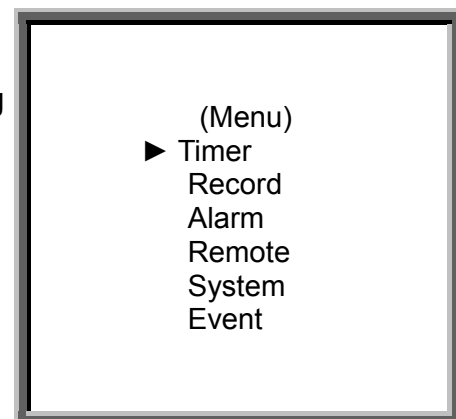 (Menu)
► Timer
Record
Alarm
Remote
System
Event